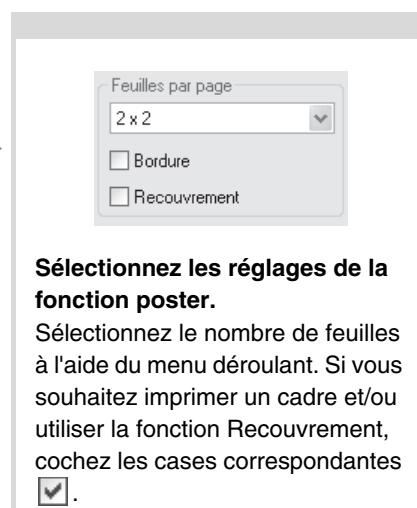 Feuilles par page
2 x 2
Bordure
Recouvrement
Sélectionnez les réglages de la
fonction poster.
Sélectionnez le nombre de feuilles
à l'aide du menu déroulant. Si vous
souhaitez imprimer un cadre et/ou
utiliser la fonction Recouvrement,
cochez les cases correspondantes
.